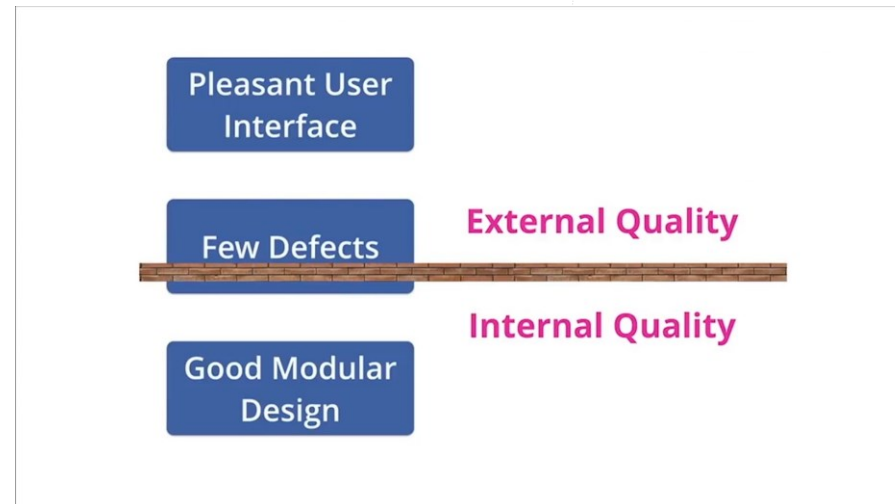 Pleasant User
Interface
Few Defects
External Quality
Internal Quality
Good Modular
Design